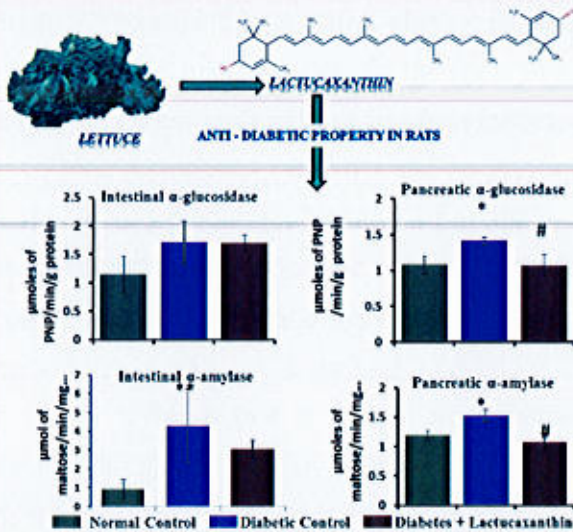 LACTUCAXANTHIN
LETTUCE
ANTI - DIABETIC PROPERTY IN RATS
Intestinal α-glucosidase
μmoles of
PNP/min/g protein
2.5
2
1.5
1
0.5
0
Pancreatic α-glucosidase
μmoles of PNP
/min/g protein
2
1.5
1
0.5
0
*
#
Intestinal α-amylase
μmol of
maltose/min/mg...
7
6
5
4
3
2
1
0
**
Pancreatic α-amylase
μmoles of
maltose/min/mg...
2
1.5
1
0.5
0
*
#
Normal Control
Diabetic Control
Diabetes + Lactucaxanthin